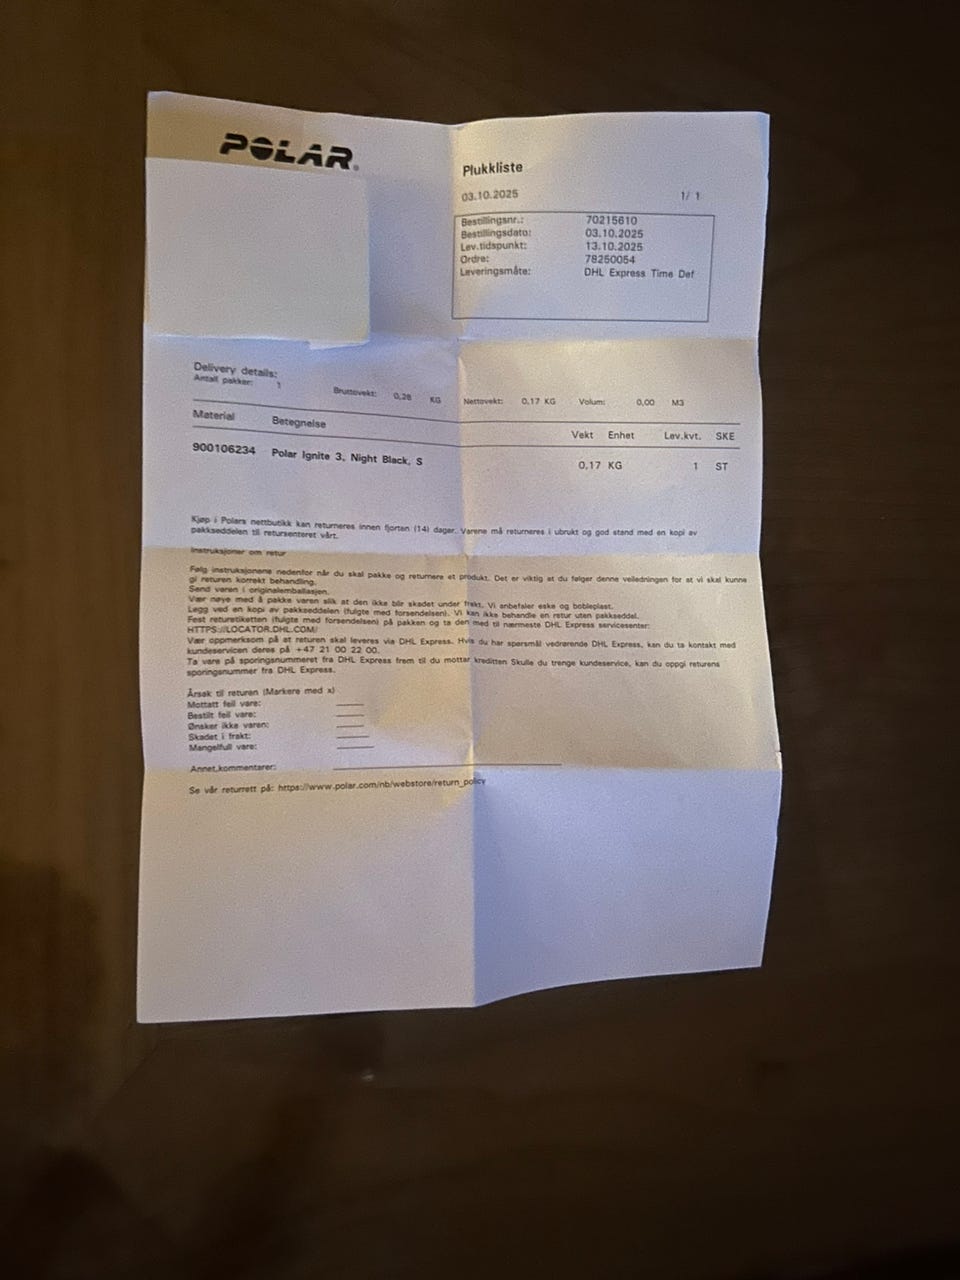 POLAR®
Plukkliste
03.10.2025 1/ 1
Bestillingsnr.: 70215610
Bestillingsdato: 03.10.2025
Lev.tidspunkt: 13.10.2025
Ordre: 78250054
Leveringsmåte: DHL Express Time Def
Delivery details:
Antall pakker: 1 Bruttovekt: 0,28 KG Nettovekt: 0,17 KG Volum: 0,00 M3
Material Betegnelse Vekt Enhet Lev.kvt. SKE
900106234 Polar Ignite 3, Night Black, S 0,17 KG 1 ST
Kjøp i Polars nettbutikk kan returneres innen fjorten (14) dager. Varene må returneres i ubrukt og god stand med en kopi av
pakkseddelen til retursenteret vårt.
Instruksjoner om retur
Følg instruksjonene nedenfor når du skal pakke og returnere et produkt. Det er viktig at du følger denne veiledningen for at vi skal kunne
gi returen korrekt behandling.
Send varen i originalemballasjen.
Vær nøye med å pakke varen slik at den ikke blir skadet under frakt. Vi anbefaler eske og bobleplast.
Legg ved en kopi av pakkseddelen (fulgte med forsendelsen). Vi kan ikke behandle en retur uten pakkseddel.
Fest returetiketten (fulgte med forsendelsen) på pakken og ta den med til nærmeste DHL Express servicesenter:
HTTPS://LOCATOR.DHL.COM/
Vær oppmerksom på at returen skal leveres via DHL Express. Hvis du har spørsmål vedrørende DHL Express, kan du ta kontakt med
kundeservicen deres på +47 21 00 22 00.
Ta vare på sporingsnummeret fra DHL Express frem til du mottar kreditten Skulle du trenge kundeservice, kan du oppgi returens
sporingsnummer fra DHL Express.
Årsak til returen (Markere med x)
Mottatt feil vare:
Bestilt feil vare:
Ønsker ikke varen:
Skadet i frakt:
Mangelfull vare:
Annet,kommentarer:
Se vår returrett på: https://www.polar.com/nb/webstore/return_policy